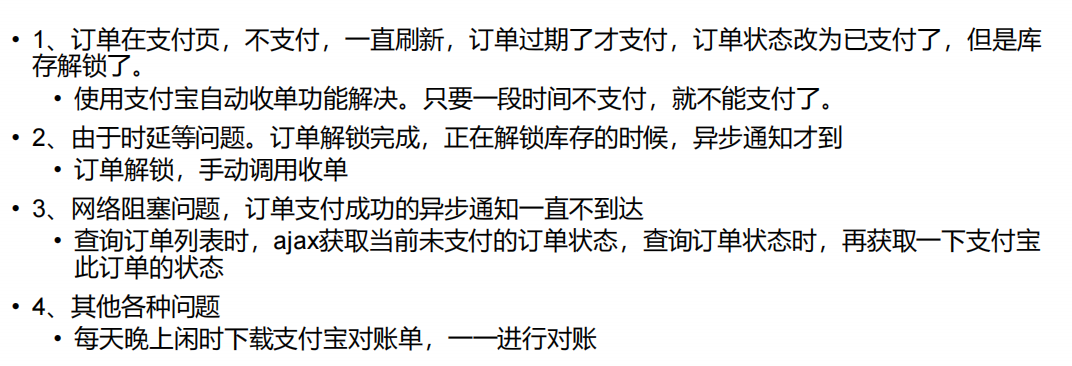 • 1、订单在支付页，不支付，一直刷新，订单过期了才支付，订单状态改为已支付了，但是库
存解锁了。
• 使用支付宝自动收单功能解决。只要一段时间不支付，就不能支付了。
• 2、由于时延等问题。订单解锁完成，正在解锁库存的时候，异步通知才到
• 订单解锁，手动调用收单
• 3、网络阻塞问题，订单支付成功的异步通知一直不到达
• 查询订单列表时，ajax获取当前未支付的订单状态，查询订单状态时，再获取一下支付宝
此订单的状态
• 4、其他各种问题
• 每天晚上闲时下载支付宝对账单，一一进行对账